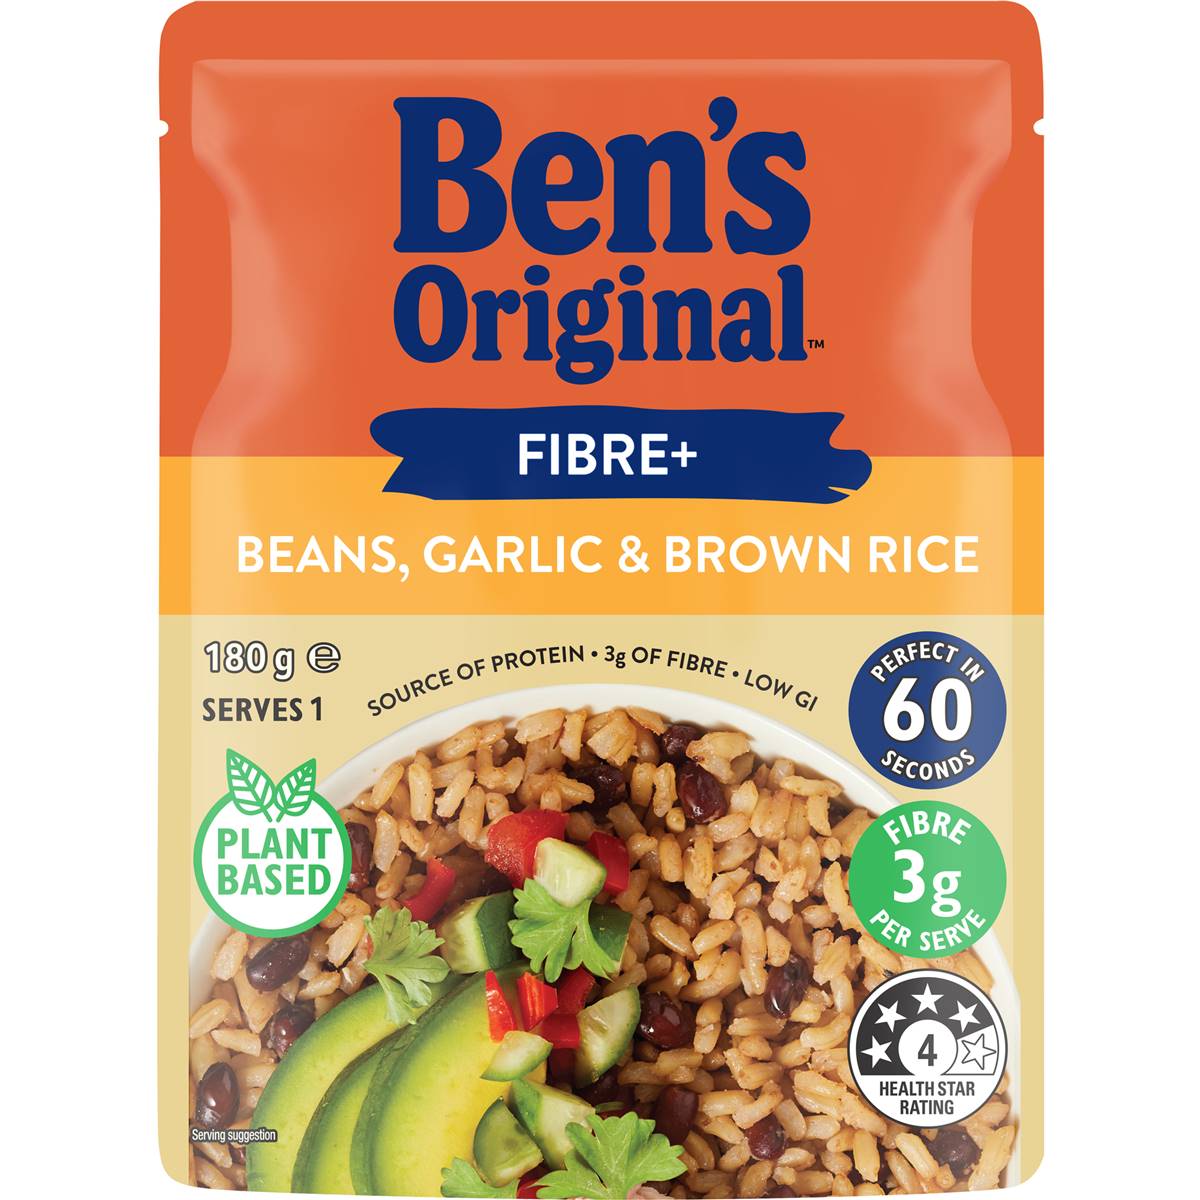 Ben's
Original™
FIBRE+
BEANS, GARLIC & BROWN RICE
180g ℮
SERVES 1
SOURCE OF PROTEIN • 3g OF FIBRE • LOW GI
PERFECT IN
60
SECONDS
PLANT
BASED
FIBRE
3g
PER SERVE
4
HEALTH STAR
RATING
Serving suggestion